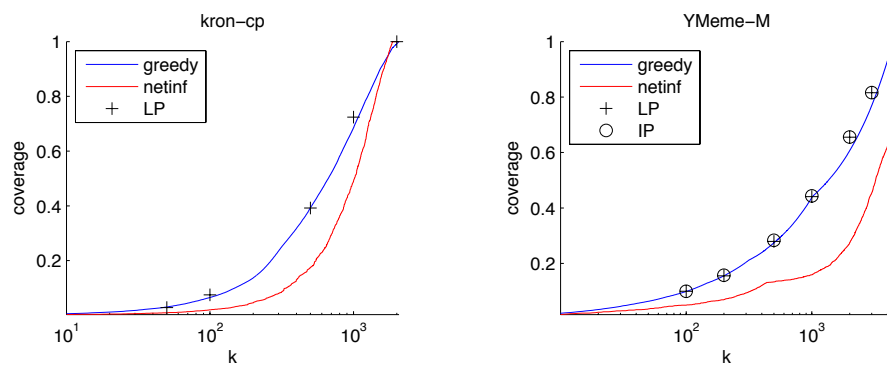 kron−cp
1
0.8
0.6
0.4
0.2
coverage
greedy
netinf
LP
10^1
10^2
10^3
k
YMeme−M
1
0.8
0.6
0.4
0.2
coverage
greedy
netinf
LP
IP
10^2
10^3
k